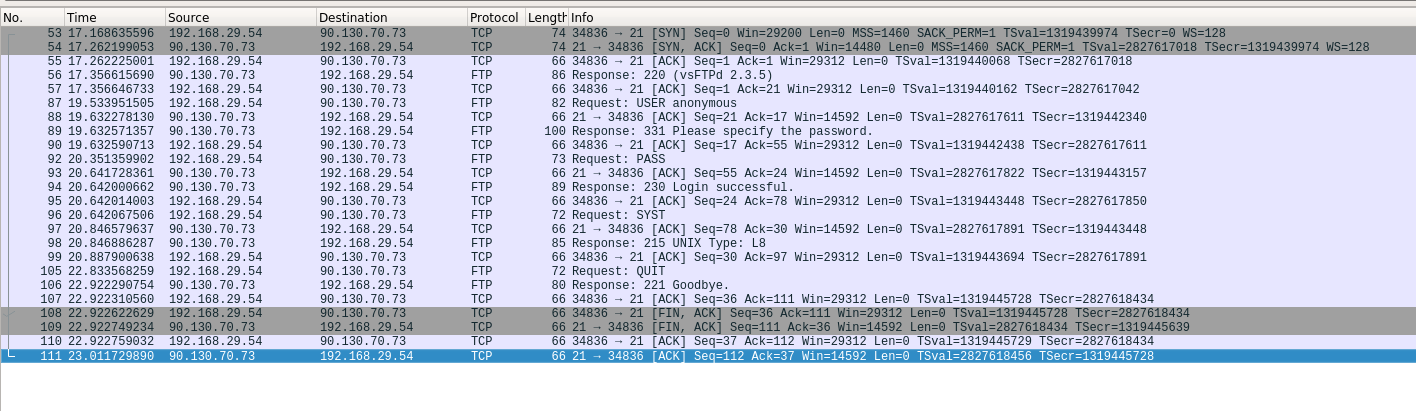 No. Time Source Destination Protocol Length Info
53 17.168635596 192.168.29.54 90.130.70.73 TCP 74 34836 → 21 [SYN] Seq=0 Win=29200 Len=0 MSS=1460 SACK_PERM=1 TSval=1319439974 TSecr=0 WS=128
54 17.262199053 90.130.70.73 192.168.29.54 TCP 74 21 → 34836 [SYN, ACK] Seq=0 Ack=1 Win=14480 Len=0 MSS=1460 SACK_PERM=1 TSval=2827617018 TSecr=1319439974 WS=128
55 17.262225001 192.168.29.54 90.130.70.73 TCP 66 34836 → 21 [ACK] Seq=1 Ack=1 Win=29312 Len=0 TSval=1319440068 TSecr=2827617018
56 17.356615690 90.130.70.73 192.168.29.54 FTP 86 Response: 220 (vsFTPd 2.3.5)
57 17.356646733 192.168.29.54 90.130.70.73 TCP 66 34836 → 21 [ACK] Seq=1 Ack=21 Win=29312 Len=0 TSval=1319440162 TSecr=2827617042
87 19.533951505 192.168.29.54 90.130.70.73 FTP 82 Request: USER anonymous
88 19.632278130 90.130.70.73 192.168.29.54 TCP 66 21 → 34836 [ACK] Seq=21 Ack=17 Win=14592 Len=0 TSval=2827617611 TSecr=1319442340
89 19.632571357 90.130.70.73 192.168.29.54 FTP 100 Response: 331 Please specify the password.
90 19.632590713 192.168.29.54 90.130.70.73 TCP 66 34836 → 21 [ACK] Seq=17 Ack=55 Win=29312 Len=0 TSval=1319442438 TSecr=2827617611
92 20.351359902 192.168.29.54 90.130.70.73 FTP 73 Request: PASS
93 20.641728361 90.130.70.73 192.168.29.54 TCP 66 21 → 34836 [ACK] Seq=55 Ack=24 Win=14592 Len=0 TSval=2827617822 TSecr=1319443157
94 20.642000662 90.130.70.73 192.168.29.54 FTP 89 Response: 230 Login successful.
95 20.642014003 192.168.29.54 90.130.70.73 TCP 66 34836 → 21 [ACK] Seq=24 Ack=78 Win=29312 Len=0 TSval=1319443448 TSecr=2827617850
96 20.642067506 192.168.29.54 90.130.70.73 FTP 72 Request: SYST
97 20.846579637 90.130.70.73 192.168.29.54 TCP 66 21 → 34836 [ACK] Seq=78 Ack=30 Win=14592 Len=0 TSval=2827617891 TSecr=1319443448
98 20.846886287 90.130.70.73 192.168.29.54 FTP 85 Response: 215 UNIX Type: L8
99 20.887900638 192.168.29.54 90.130.70.73 TCP 66 34836 → 21 [ACK] Seq=30 Ack=97 Win=29312 Len=0 TSval=1319443694 TSecr=2827617891
105 22.833568259 192.168.29.54 90.130.70.73 FTP 72 Request: QUIT
106 22.922290754 90.130.70.73 192.168.29.54 FTP 80 Response: 221 Goodbye.
107 22.922310560 192.168.29.54 90.130.70.73 TCP 66 34836 → 21 [ACK] Seq=36 Ack=111 Win=29312 Len=0 TSval=1319445728 TSecr=2827618434
108 22.922622629 192.168.29.54 90.130.70.73 TCP 66 34836 → 21 [FIN, ACK] Seq=36 Ack=111 Win=29312 Len=0 TSval=1319445728 TSecr=2827618434
109 22.922749234 90.130.70.73 192.168.29.54 TCP 66 21 → 34836 [FIN, ACK] Seq=111 Ack=36 Win=14592 Len=0 TSval=2827618434 TSecr=1319445639
110 22.922759032 192.168.29.54 90.130.70.73 TCP 66 34836 → 21 [ACK] Seq=37 Ack=112 Win=29312 Len=0 TSval=1319445729 TSecr=2827618434
111 23.011729890 90.130.70.73 192.168.29.54 TCP 66 21 → 34836 [ACK] Seq=112 Ack=37 Win=14592 Len=0 TSval=2827618456 TSecr=1319445728